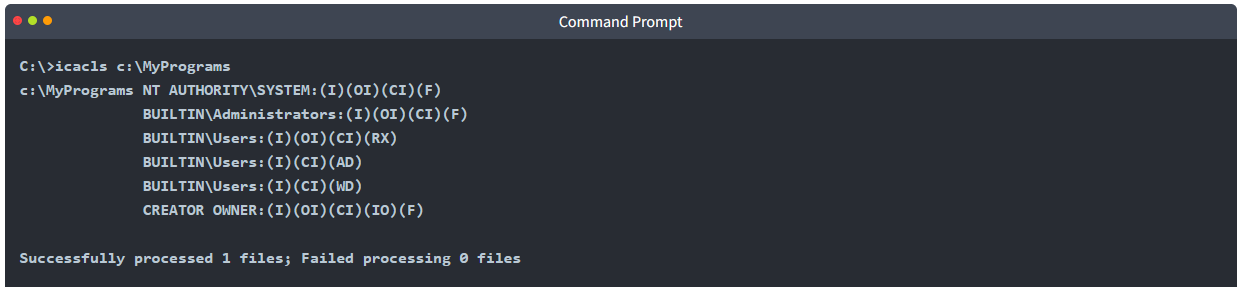 Command Prompt
C:\>icacls c:\MyPrograms
c:\MyPrograms NT AUTHORITY\SYSTEM:(I)(OI)(CI)(F)
BUILTIN\Administrators:(I)(OI)(CI)(F)
BUILTIN\Users:(I)(OI)(CI)(RX)
BUILTIN\Users:(I)(CI)(AD)
BUILTIN\Users:(I)(CI)(WD)
CREATOR OWNER:(I)(OI)(CI)(IO)(F)
Successfully processed 1 files; Failed processing 0 files